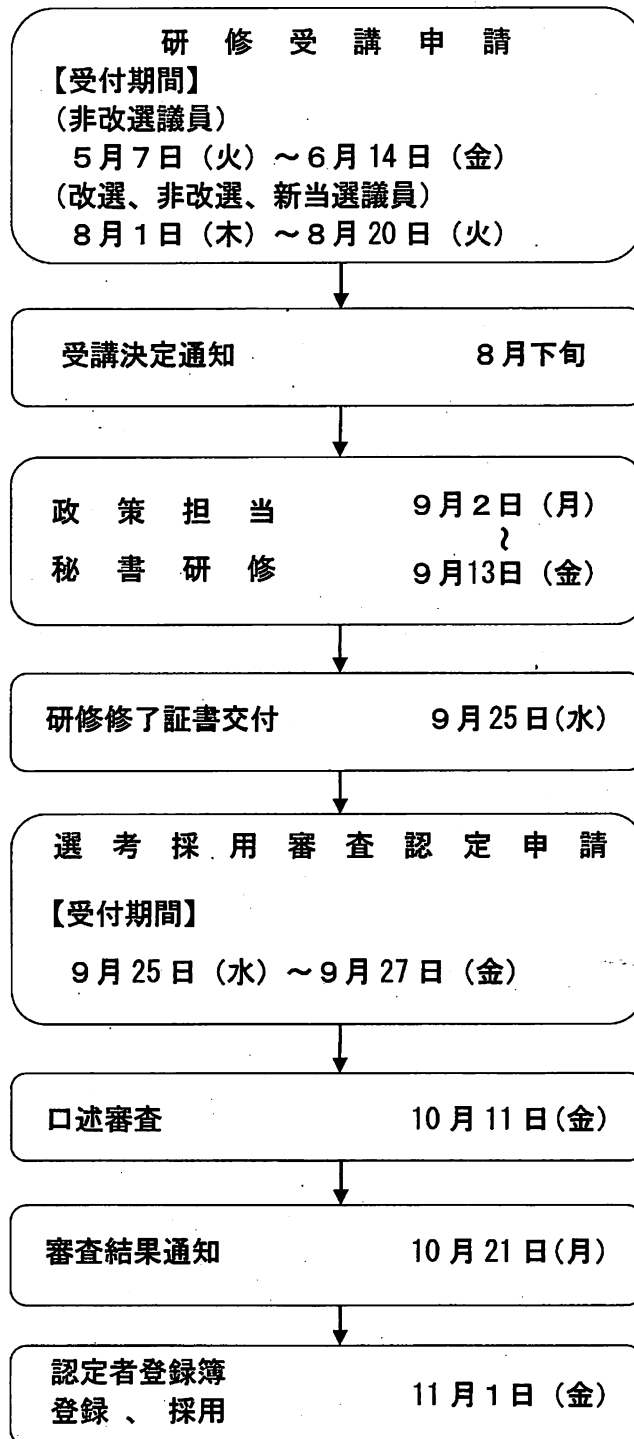 研修受講申請
【受付期間】
（非改選議員）
５月７日（火）～６月14日（金）
（改選、非改選、新当選議員）
８月１日（木）～８月20日（火）
受講決定通知　８月下旬
政策担当　９月２日（月）
～
秘書研修　９月13日（金）
研修修了証書交付　９月25日(水)
選考採用審査認定申請
【受付期間】
９月25日（水）～９月27日（金）
口述審査　10月11日(金)
審査結果通知　10月21日(月)
認定者登録簿
登録、採用　11月１日（金）